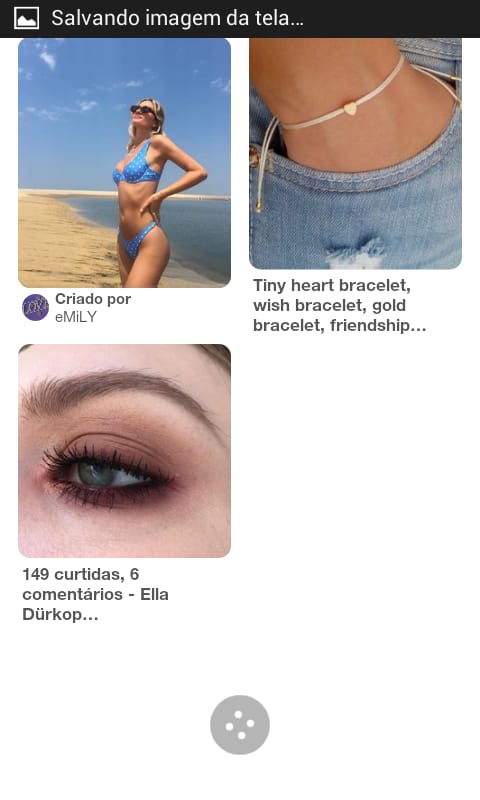 Salvando imagem da tela...
Criado por
eMiLY
Tiny heart bracelet,
wish bracelet, gold
bracelet, friendship...
149 curtidas, 6
comentários - Ella
Dürkop...